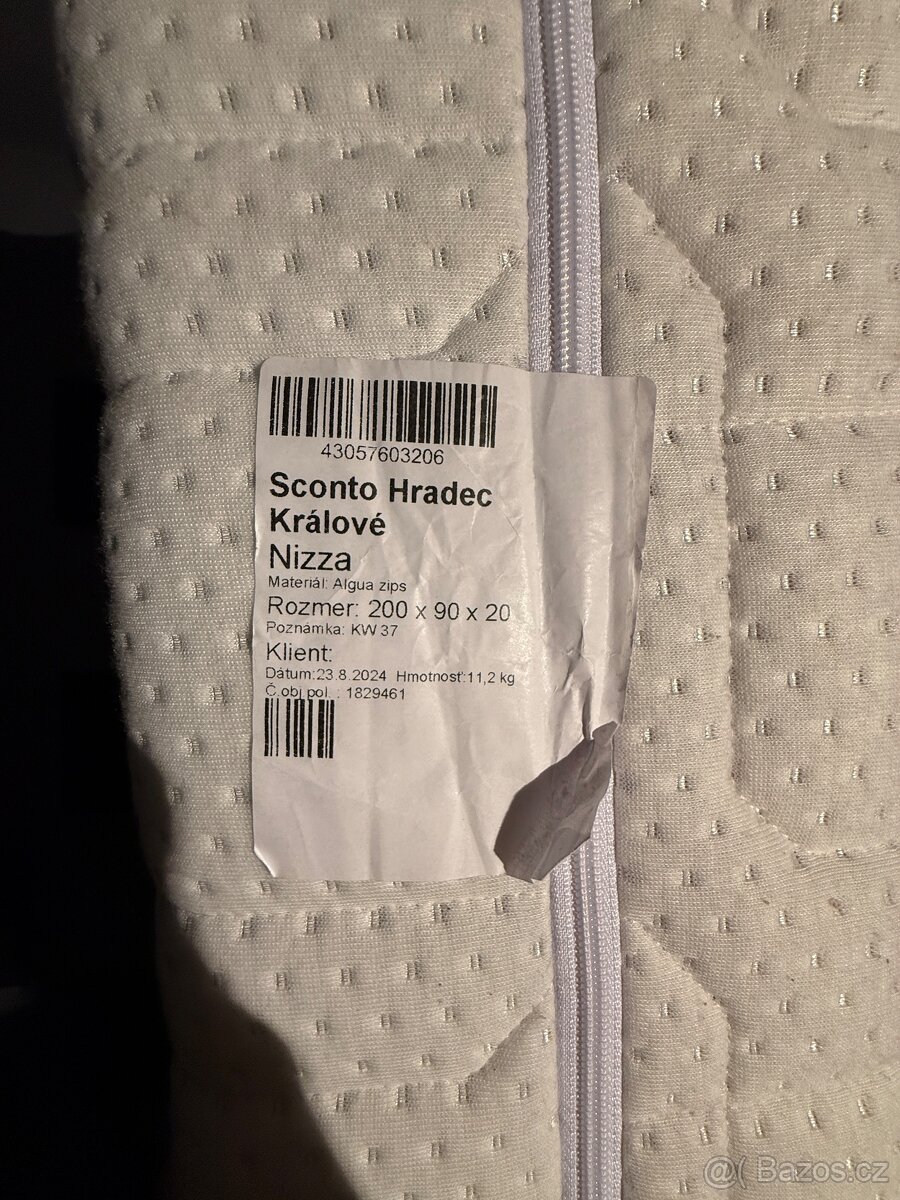 43057603206
Sconto Hradec
Králové
Nizza
Materiál: Algua zips
Rozmer: 200 x 90 x 20
Poznámka: KW 37
Klient:
Dátum:23.8.2024 Hmotnosť:11,2 kg
Č.obj.pol. : 1829461
@( Bazos.cz